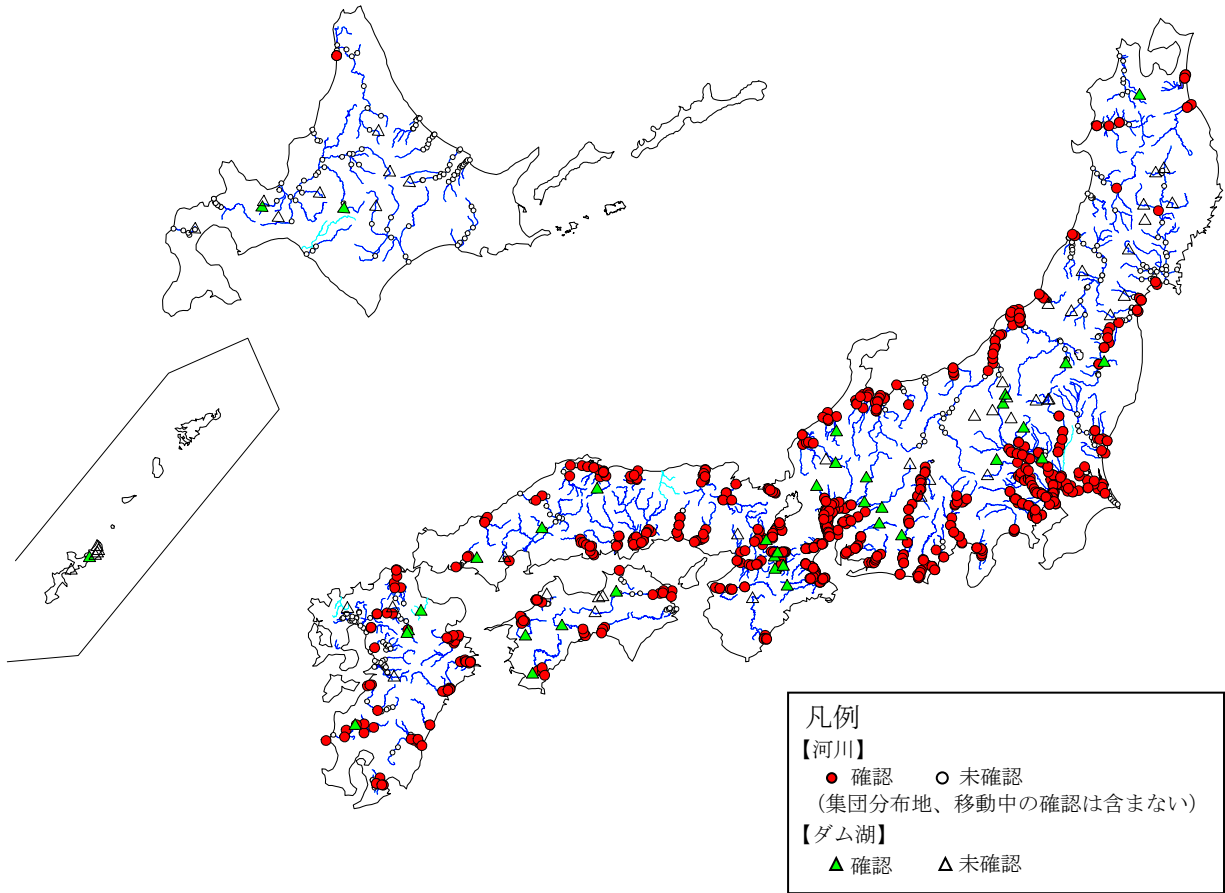 凡例
【河川】
確認 未確認
（集団分布地、移動中の確認は含まない）
【ダム湖】
確認 未確認